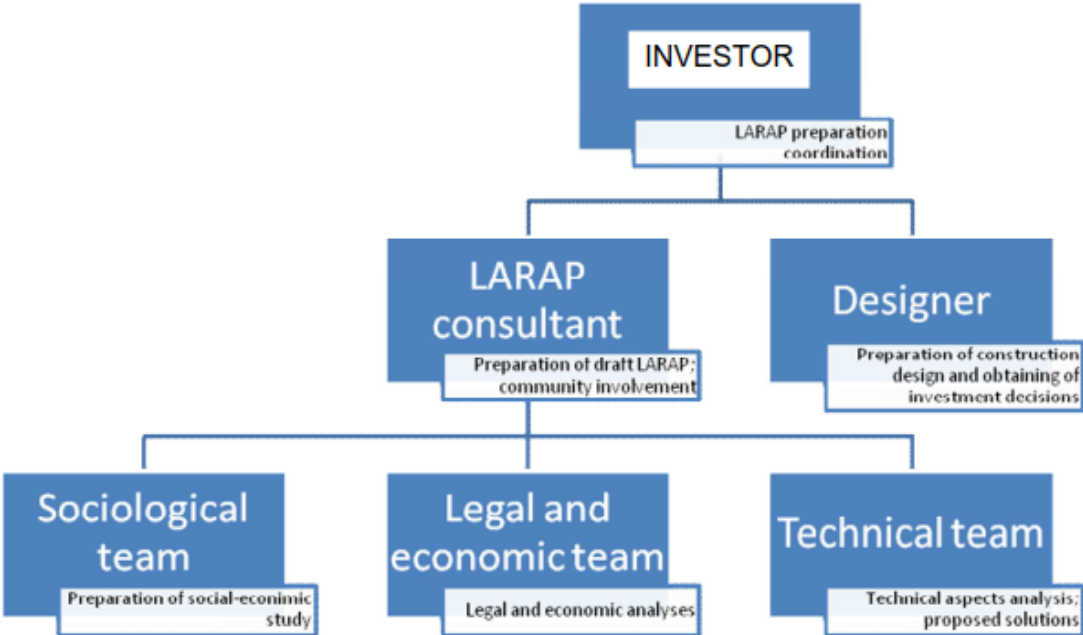 INVESTOR
LARAP preparation
coordination
LARAP
consultant
Preparation of draft LARAP;
community involvement
Designer
Preparation of construction
design and obtaining of
investment decisions
Sociological
team
Preparation of social-econimic
study
Legal and
economic team
Legal and economic analyses
Technical team
Technical aspects analysis;
proposed solutions